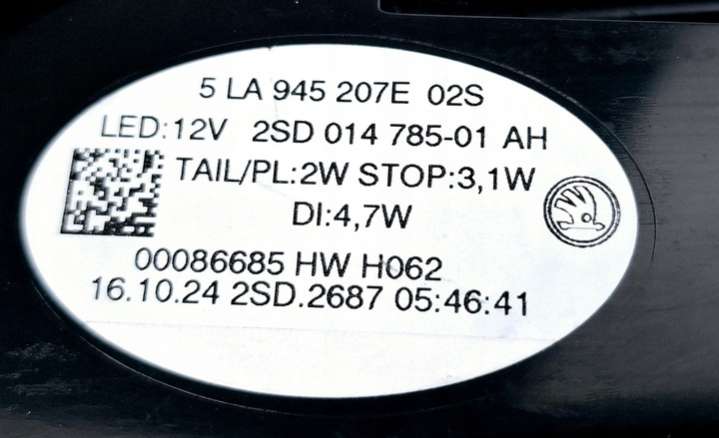 5 LA 945 207E 02S
LED:12V 2SD 014 785-01 AH
TAIL/PL:2W STOP:3,1W
DI:4,7W
00086685 HW H062
16.10.24 2SD.2687 05:46:41